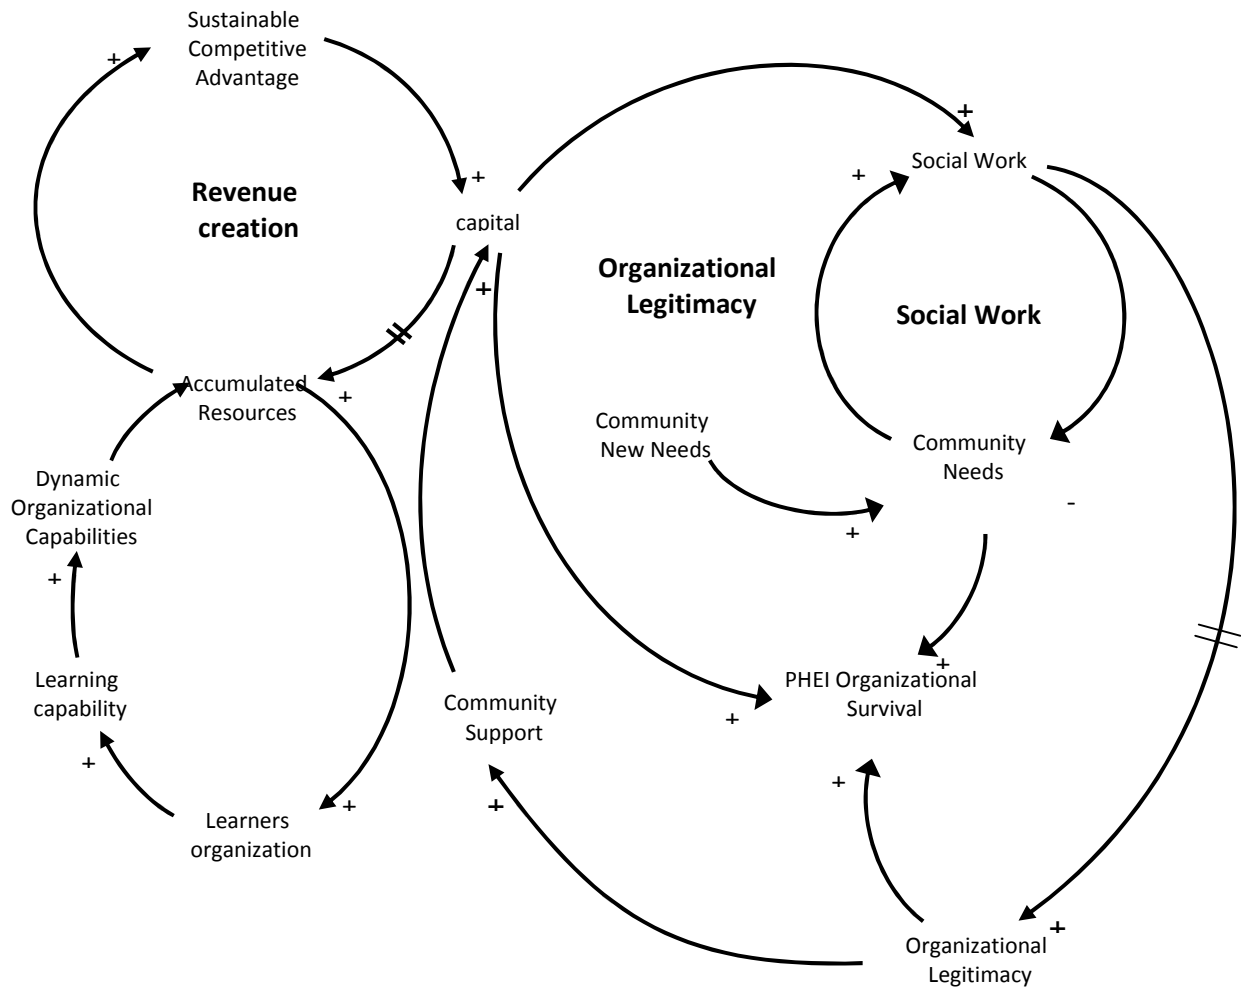 Sustainable
Competitive
Advantage
+
+
Social Work
+
+
Revenue
creation
capital
Organizational
Legitimacy
+
Social Work
Accumulated
Resources
+
Community
New Needs
Community
Needs
Dynamic
Organizational
Capabilities
-
+
+
+
PHEI Organizational
Survival
Learning
capability
Community
Support
+
+
+
+
+
Learners
organization
+
Organizational
Legitimacy